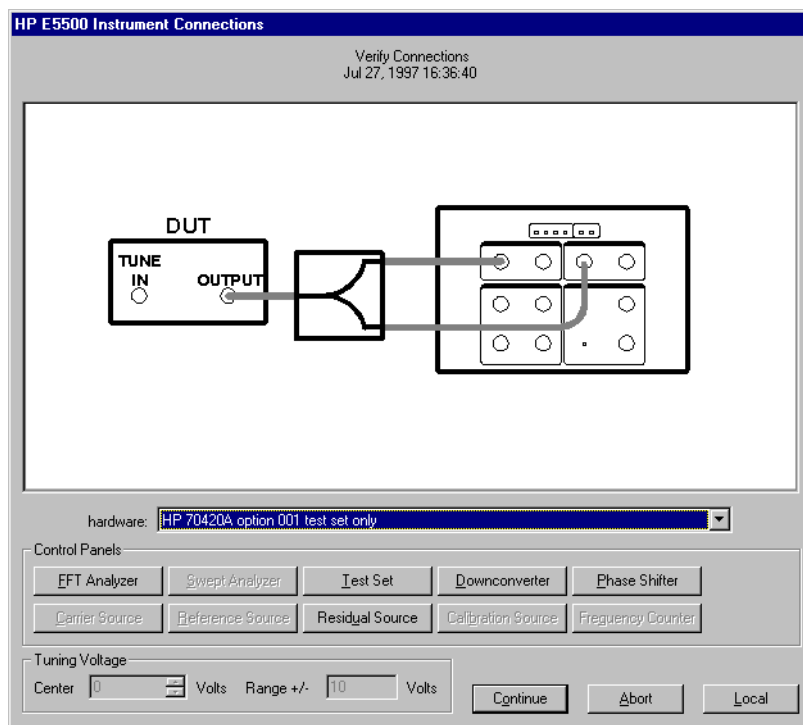 HP E5500 Instrument Connections
Verify Connections
Jul 27, 1997 16:36:40
DUT
TUNE
IN
OUTPUT
hardware: HP 70420A option 001 test set only
Control Panels
FFT Analyzer Swept Analyzer Test Set Downconverter Phase Shifter
Carrier Source Reference Source Residual Source Calibration Source Frequency Counter
Tuning Voltage
Center 0 Volts Range +/- 10 Volts
Continue Abort Local